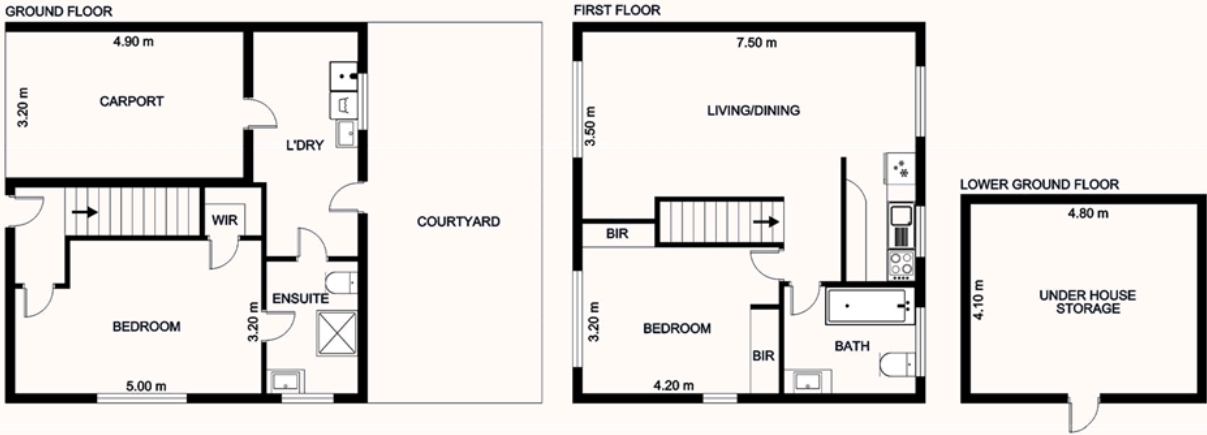 GROUND FLOOR
4.90 m
3.20 m
CARPORT
L'DRY
WIR
COURTYARD
ENSUITE
BEDROOM
3.20 m
5.00 m
FIRST FLOOR
7.50 m
3.50 m
LIVING/DINING
BIR
3.20 m
BEDROOM
BIR
BATH
4.20 m
LOWER GROUND FLOOR
4.80 m
4.10 m
UNDER HOUSE
STORAGE